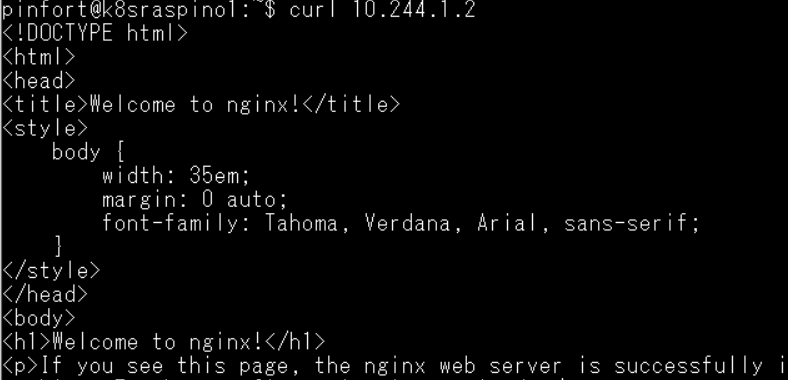 pinfort@k8sraspino1:~$ curl 10.244.1.2
<!DOCTYPE html>
<html>
<head>
<title>Welcome to nginx!</title>
<style>
    body {
        width: 35em;
        margin: 0 auto;
        font-family: Tahoma, Verdana, Arial, sans-serif;
    }
</style>
</head>
<body>
<h1>Welcome to nginx!</h1>
<p>If you see this page, the nginx web server is successfully i